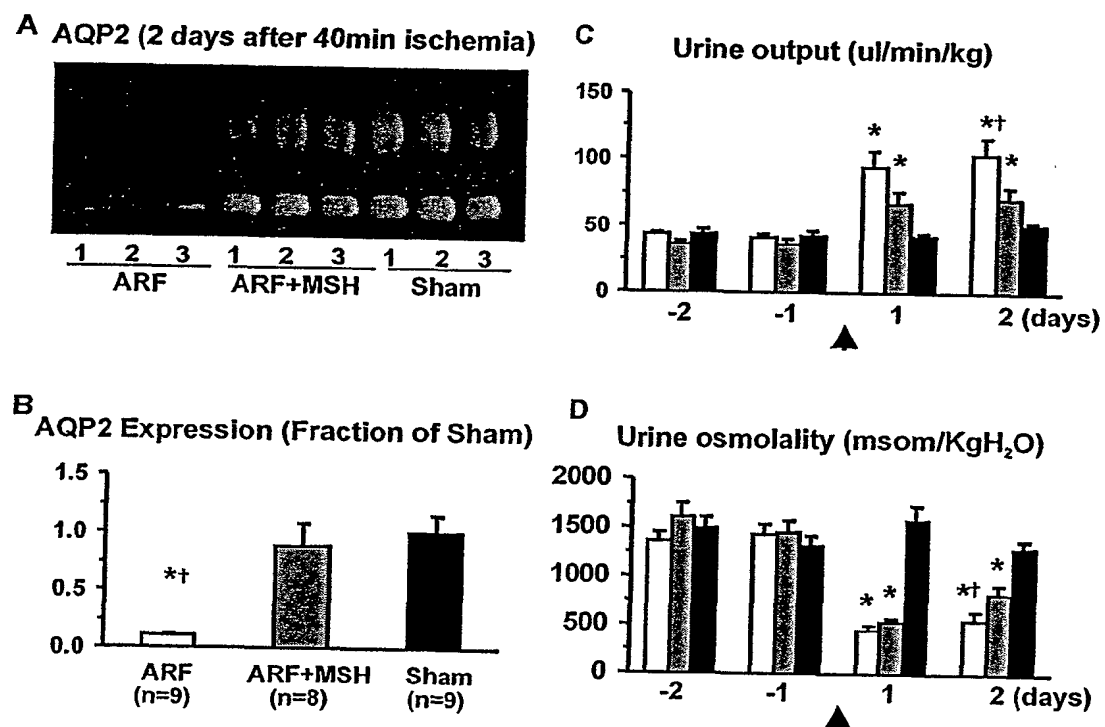 A AQP2 (2 days after 40min ischemia)
1 2 3 1 2 3 1 2 3
ARF ARF+MSH Sham
B AQP2 Expression (Fraction of Sham)
1.5
1.0
0.5
0.0
*†
ARF ARF+MSH Sham
(n=9) (n=8) (n=9)
C Urine output (ul/min/kg)
150
100
50
0
* * *† *
-2 -1 1 2 (days)
D Urine osmolality (msom/KgH₂O)
2000
1500
1000
500
0
* * *† *
-2 -1 1 2 (days)